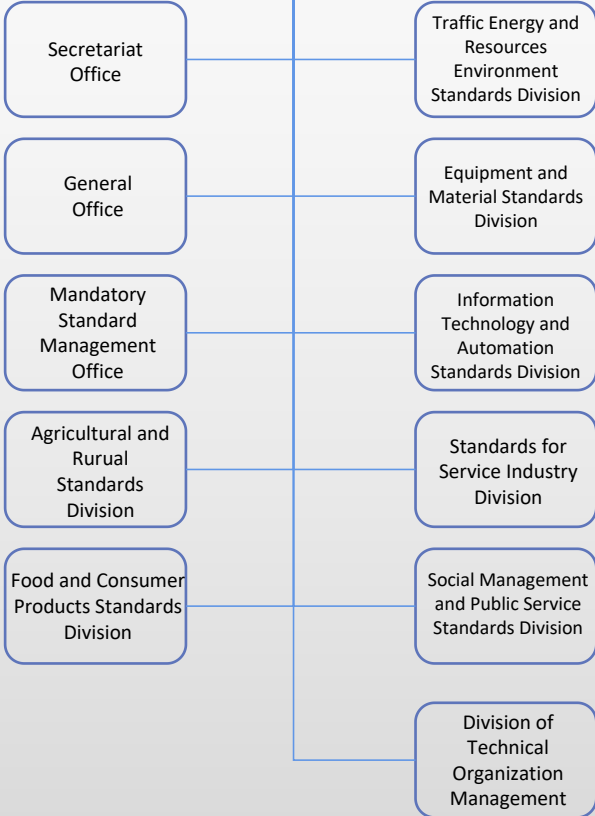 Secretariat
Office
Traffic Energy and
Resources
Environment
Standards Division
General
Office
Equipment and
Material Standards
Division
Mandatory
Standard
Management
Office
Information
Technology and
Automation
Standards Division
Agricultural and
Rurual
Standards
Division
Standards for
Service Industry
Division
Food and Consumer
Products Standards
Division
Social Management
and Public Service
Standards Division
Division of
Technical
Organization
Management